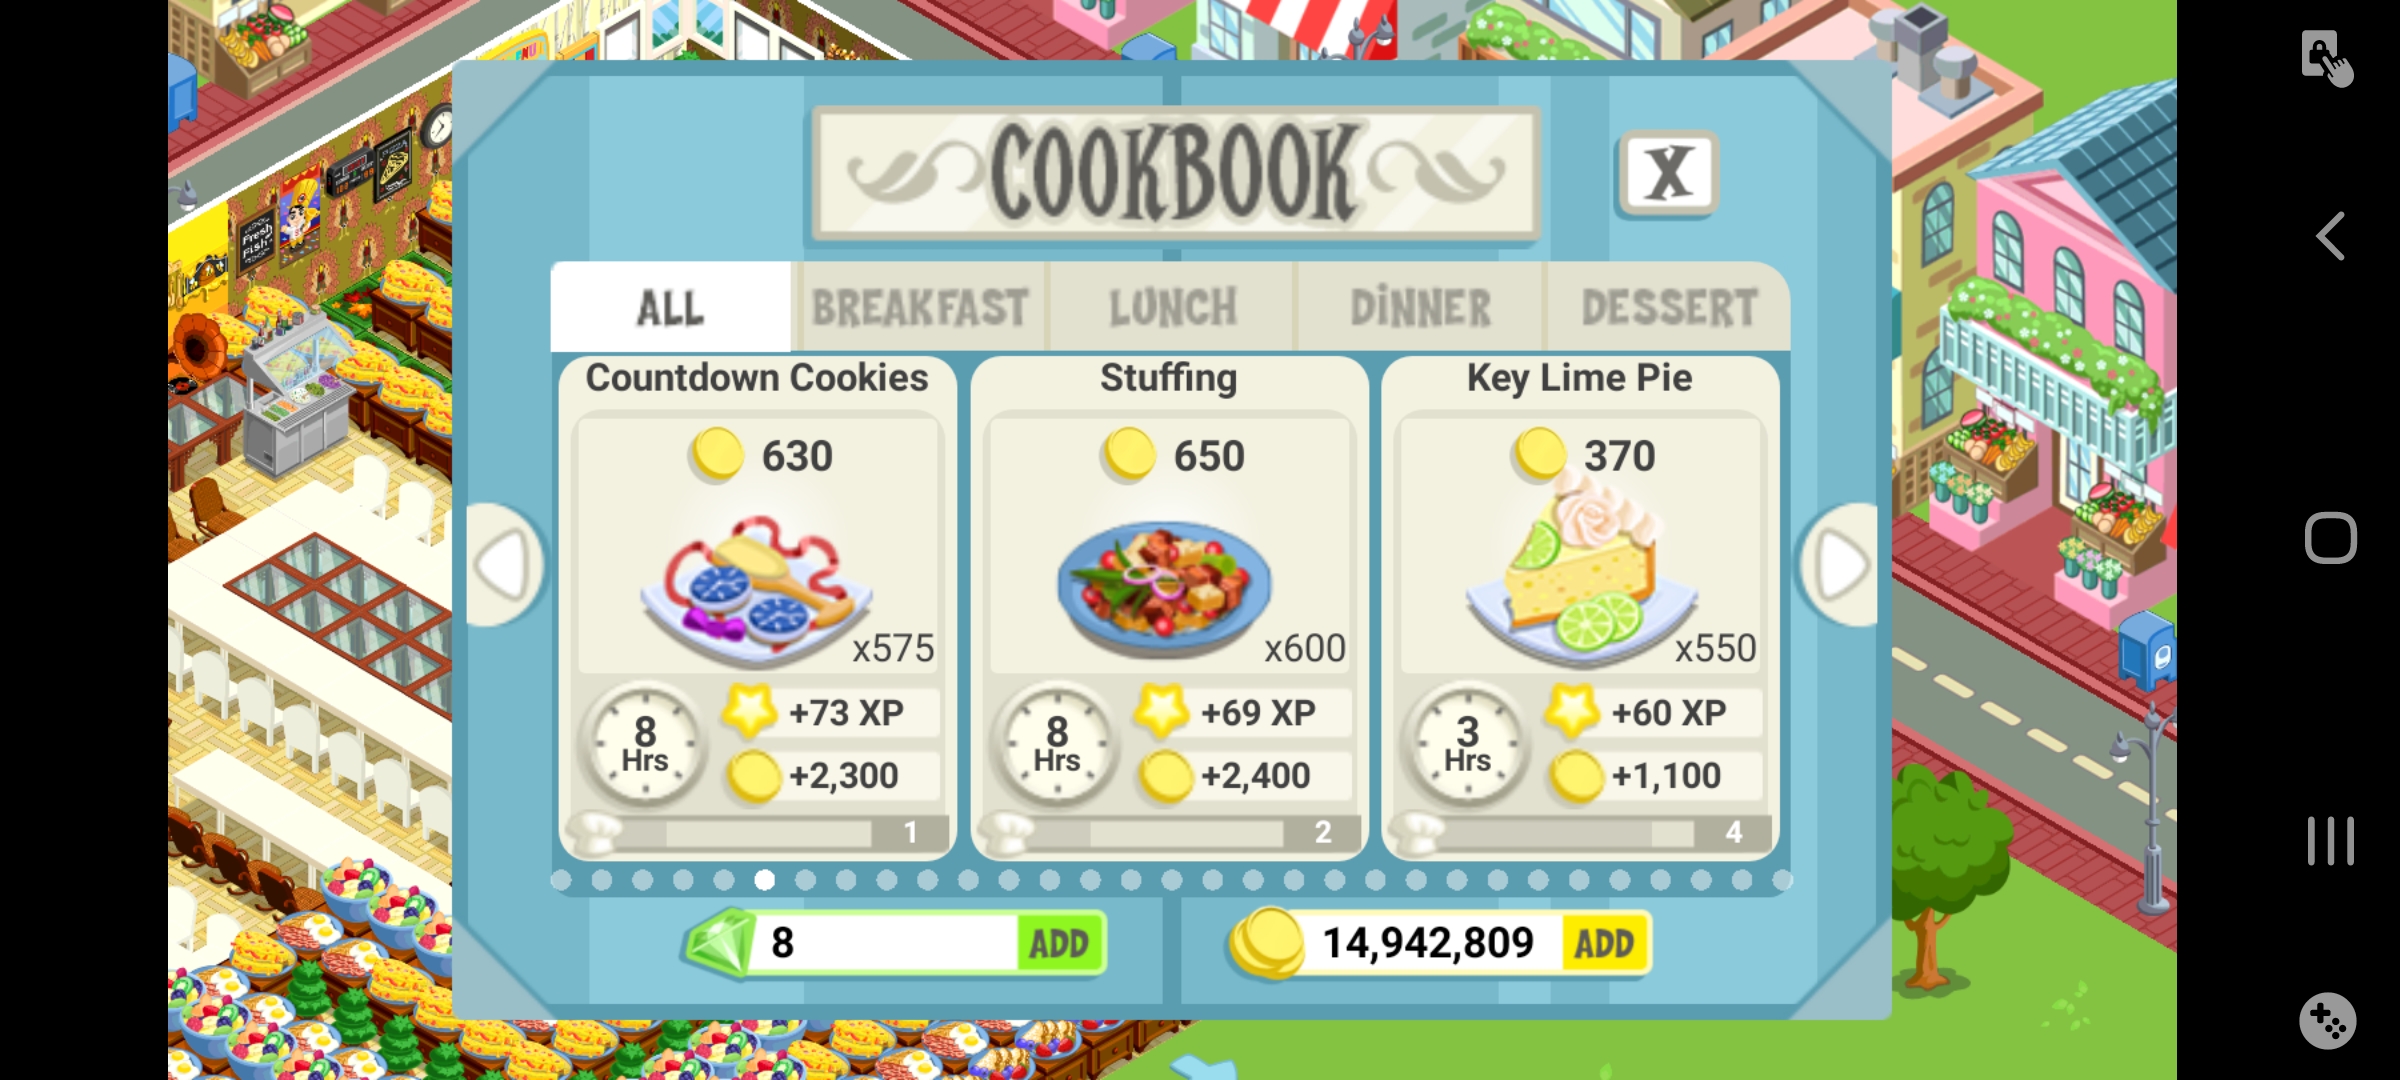 COOKBOOK
X
ALL
BREAKFAST
LUNCH
DINNER
DESSERT
Countdown Cookies
630
x575
8
Hrs
+73 XP
+2,300
1
Stuffing
650
x600
8
Hrs
+69 XP
+2,400
2
Key Lime Pie
370
x550
3
Hrs
+60 XP
+1,100
4
8
ADD
14,942,809
ADD
Fresh
Fish